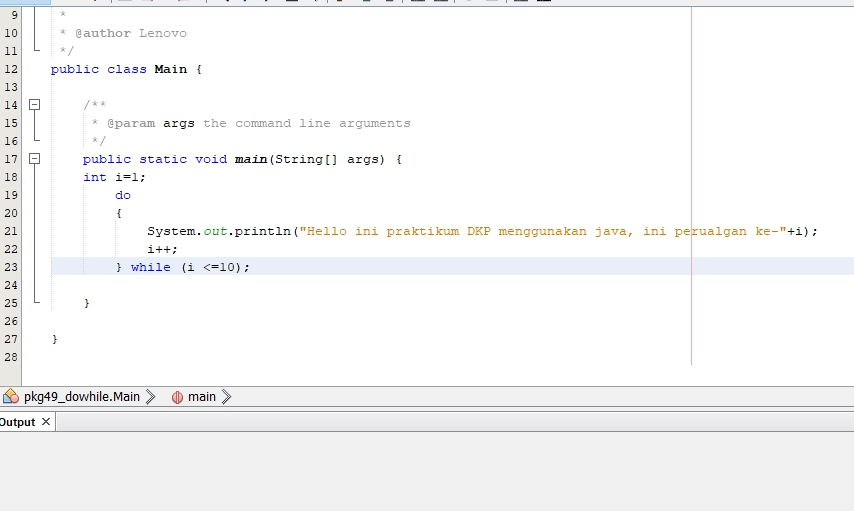 9 *
10 * @author Lenovo
11 */
12 public class Main {
13
14 /**
15 * @param args the command line arguments
16 */
17 public static void main(String[] args) {
18 int i=1;
19 do
20 {
21 System.out.println("Hello ini praktikum DKP menggunakan java, ini perualgan ke-"+i);
22 i++;
23 } while (i <=10);
24
25 }
26
27 }
28
pkg49_dowhile.Main main
Output